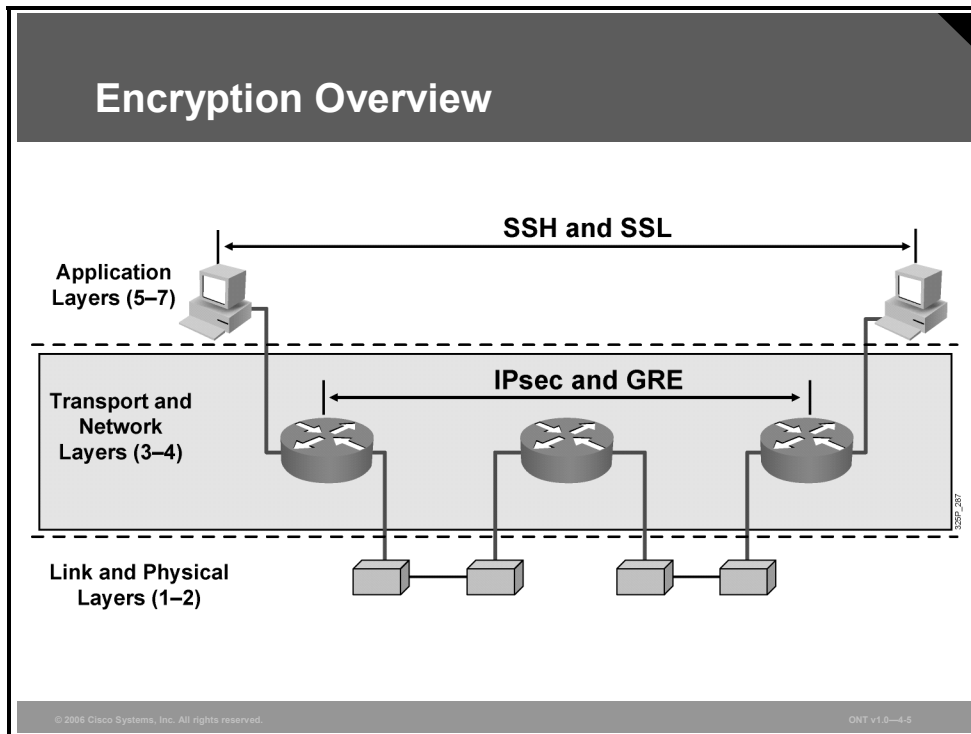 Encryption Overview
SSH and SSL
Application
Layers (5–7)
IPsec and GRE
Transport and
Network
Layers (3–4)
325P_287
Link and Physical
Layers (1–2)
© 2006 Cisco Systems, Inc. All rights reserved.
ONT v1.0—4-5